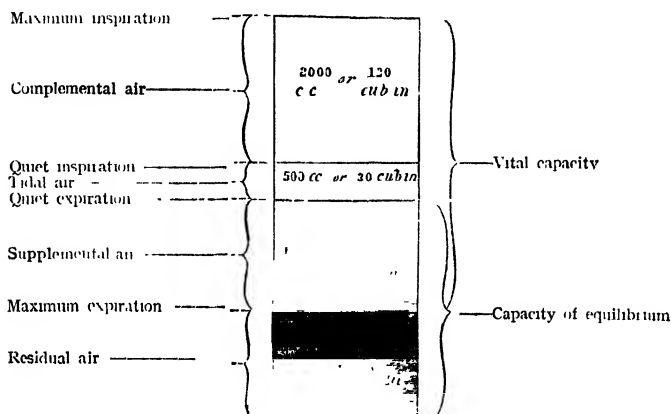 Maximum inspiration
2000 or 120
cc cub in
Complemental air
Quiet inspiration
Tidal air
Quiet expiration
500 cc or 30 cub in
Vital capacity
Supplemental air
Maximum expiration
Capacity of equilibrium
Residual air